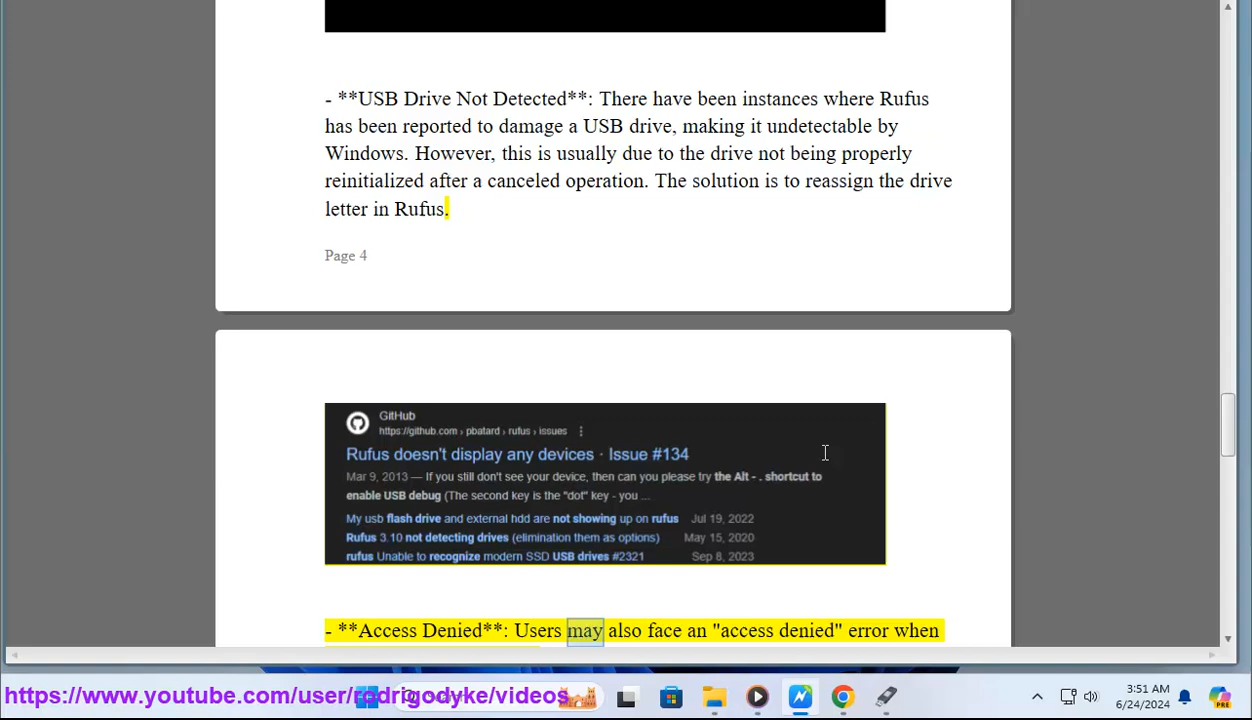 - **USB Drive Not Detected**: There have been instances where Rufus
has been reported to damage a USB drive, making it undetectable by
Windows. However, this is usually due to the drive not being properly
reinitialized after a canceled operation. The solution is to reassign the drive
letter in Rufus.
Page 4
GitHub
https://github.com › pbatard › rufus › issues
Rufus doesn't display any devices · Issue #134
Mar 9, 2013 — If you still don't see your device, then can you please try the Alt - . shortcut to
enable USB debug (The second key is the "dot" key - you ...
My usb flash drive and external hdd are not showing up on rufus Jul 19, 2022
Rufus 3.10 not detecting drives (elimination them as options) May 15, 2020
rufus Unable to recognize modern SSD USB drives #2321 Sep 8, 2023
- **Access Denied**: Users may also face an "access denied" error when
https://www.youtube.com/user/rodrigodyke/videos
3:51 AM
6/24/2024
PRE